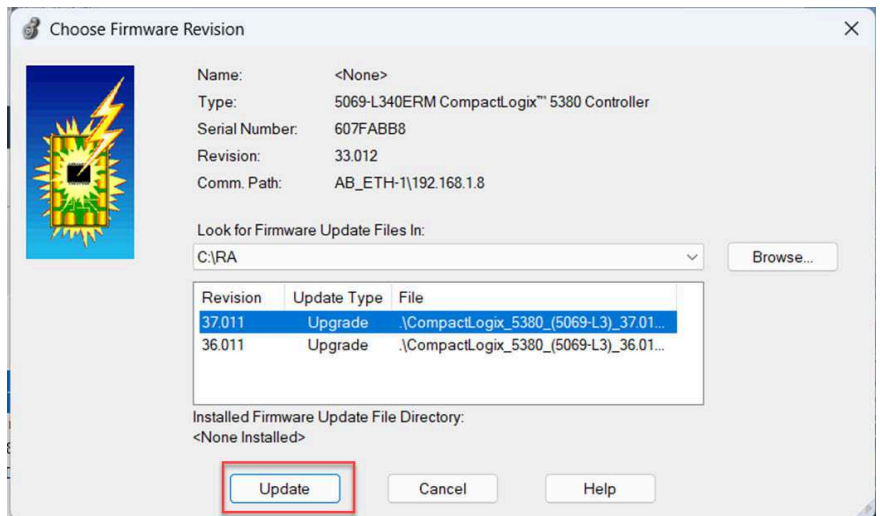 Choose Firmware Revision
Name: <None>
Type: 5069-L340ERM CompactLogix™ 5380 Controller
Serial Number: 607FABB8
Revision: 33.012
Comm. Path: AB_ETH-1\192.168.1.8
Look for Firmware Update Files In:
C:\RA
Browse...
Revision Update Type File
37.011 Upgrade .\CompactLogix_5380_(5069-L3)_37.01...
36.011 Upgrade .\CompactLogix_5380_(5069-L3)_36.01...
Installed Firmware Update File Directory:
<None Installed>
Update Cancel Help